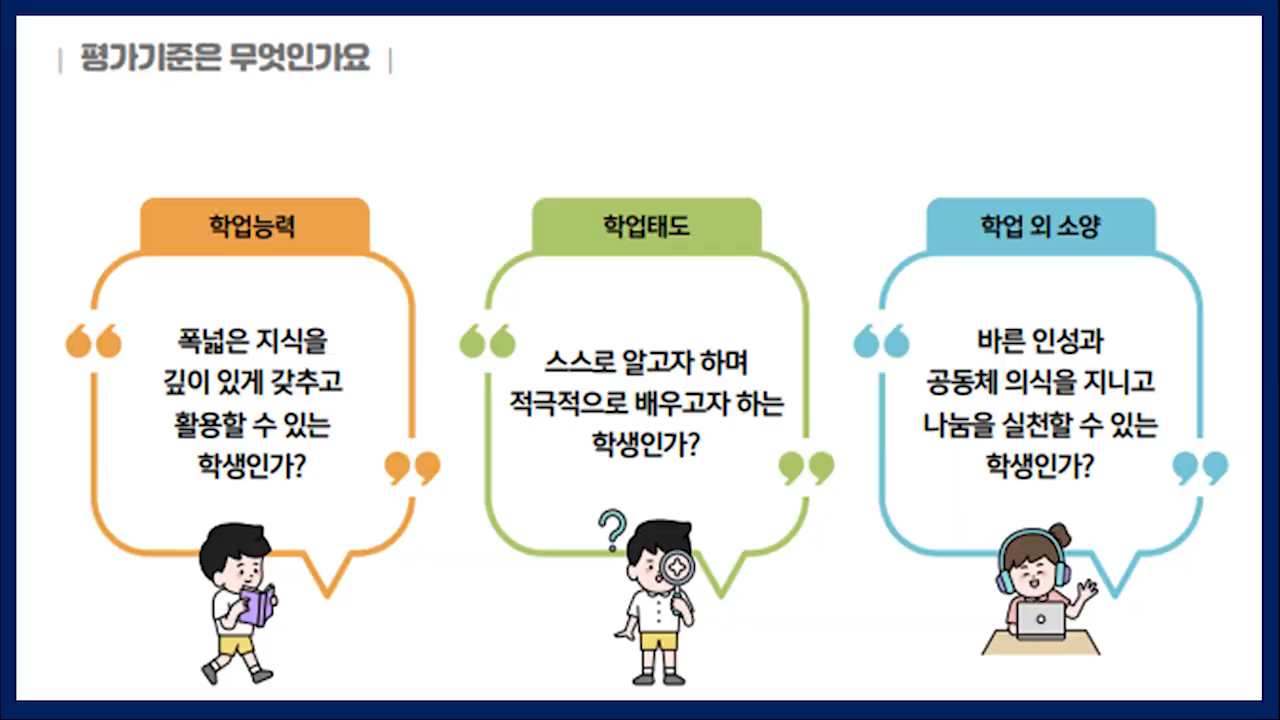 평가기준은 무엇인가요
학업능력
폭넓은 지식을
깊이 있게 갖추고
활용할 수 있는
학생인가?
학업태도
스스로 알고자 하며
적극적으로 배우고자 하는
학생인가?
학업 외 소양
바른 인성과
공동체 의식을 지니고
나눔을 실천할 수 있는
학생인가?